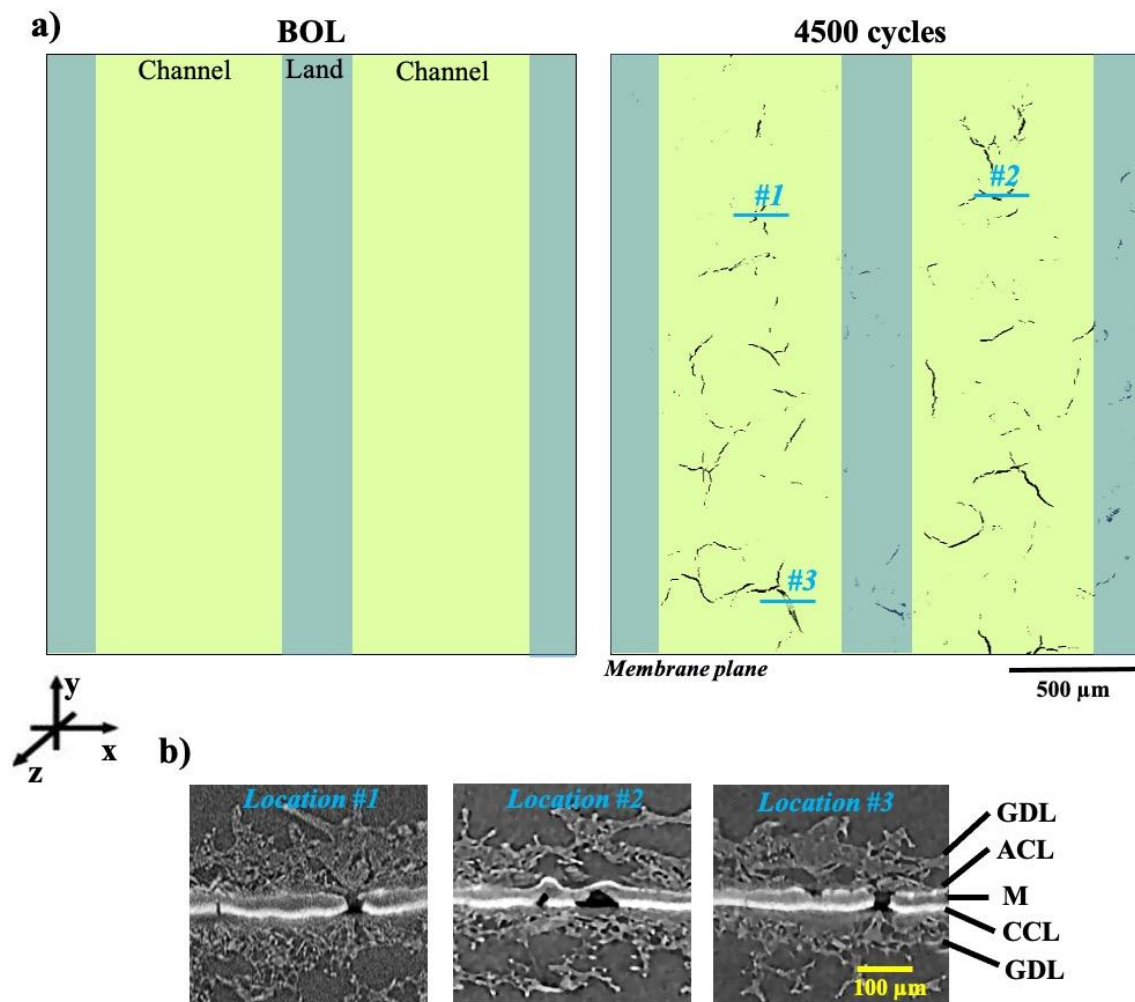 a)
BOL
4500 cycles
Channel
Land
Channel
#1
#2
#3
Membrane plane
500 µm
y
x
z
b)
Location #1
Location #2
Location #3
GDL
ACL
M
CCL
GDL
100 µm